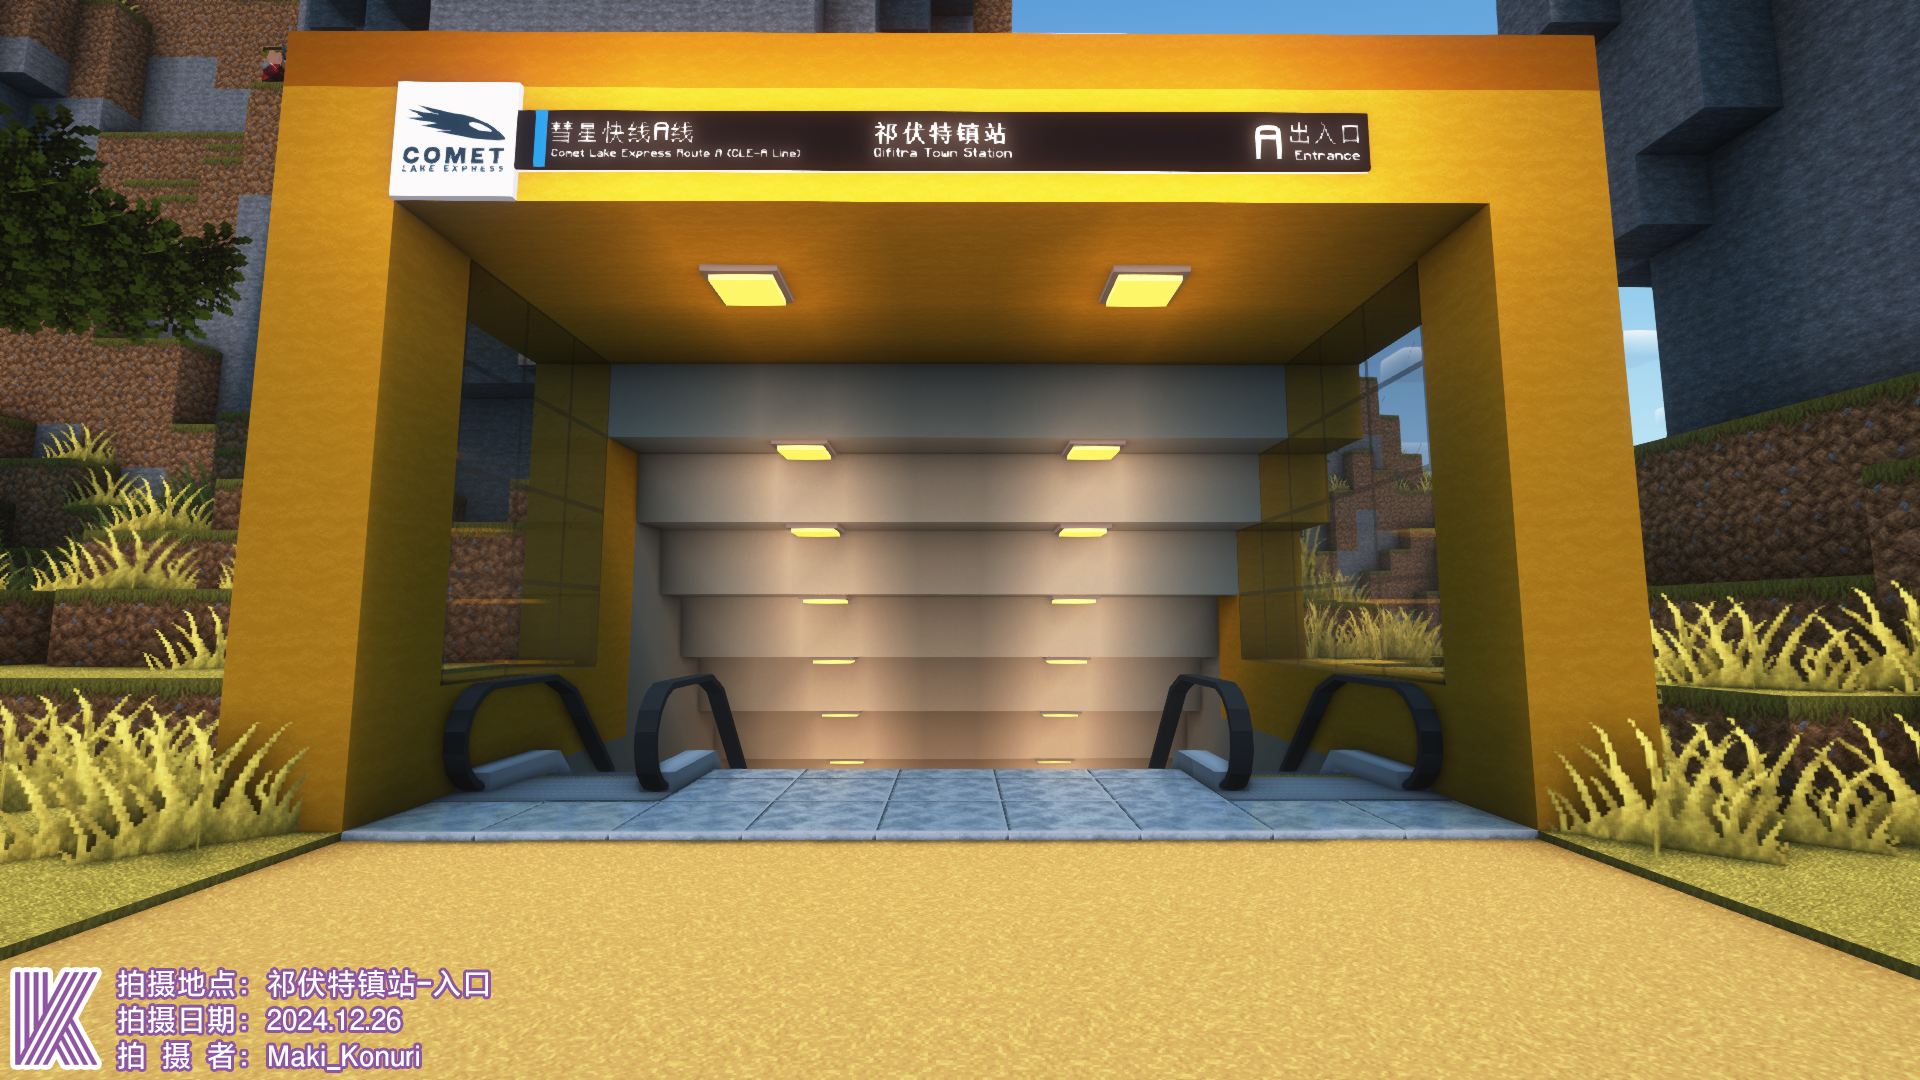 COMET
LAKE EXPRESS
彗星快线A线
Comet Lake Express Route A (CLE-A Line)
祁伏特镇站
Qifitra Town Station
A 出入口
Entrance
拍摄地点：祁伏特镇站-入口
拍摄日期：2024.12.26
拍 摄 者：Maki_Konuri